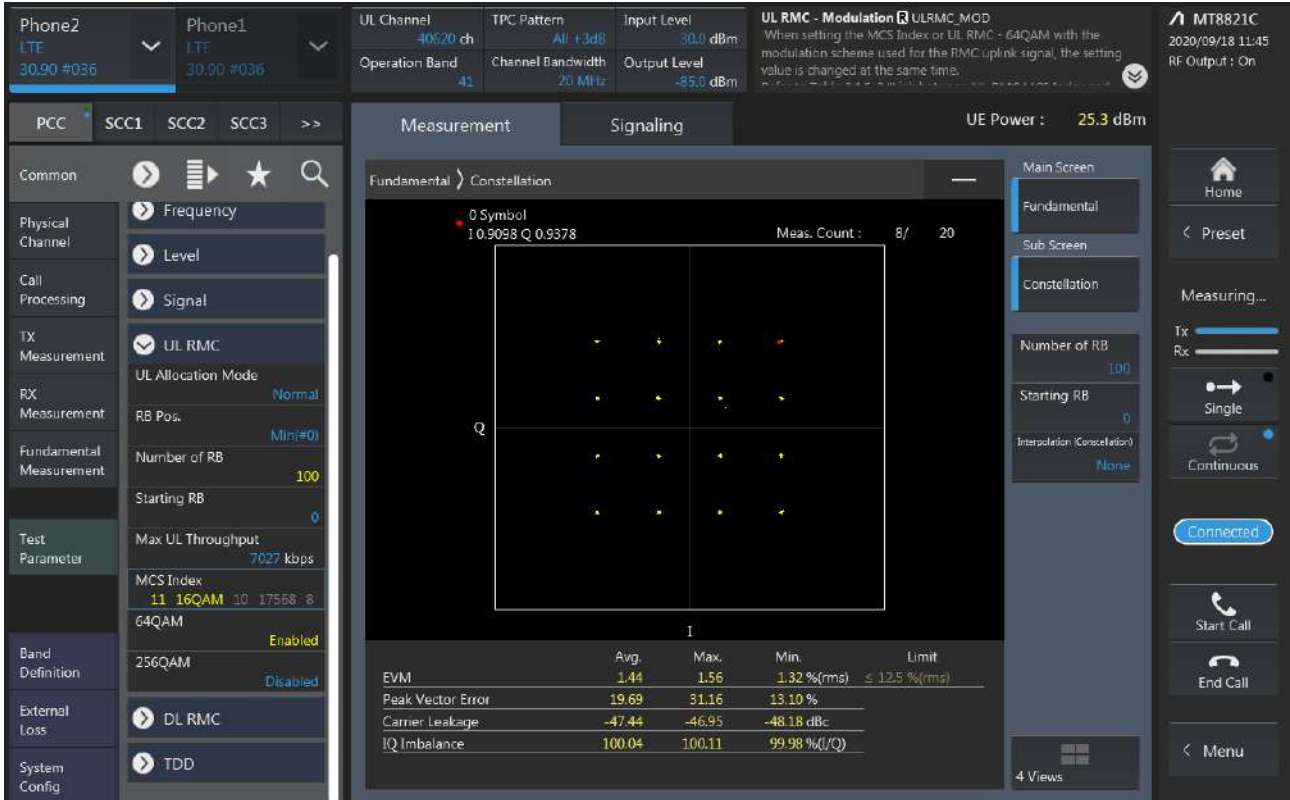 Phone2
LTE
30.90 #036
Phone1
LTE
30.90 #036
UL Channel
40620 ch
TPC Pattern
All +3dB
Input Level
30.0 dBm
Operation Band
41
Channel Bandwidth
20 MHz
Output Level
-85.0 dBm
UL RMC - Modulation R ULRMC_MOD
When setting the MCS Index or UL RMC - 64QAM with the
modulation scheme used for the RMC uplink signal, the setting
value is changed at the same time.
MT8821C
2020/09/18 11:45
RF Output : On
PCC SCC1 SCC2 SCC3 >>
Measurement
Signaling
UE Power : 25.3 dBm
Common
Physical
Channel
Call
Processing
TX
Measurement
RX
Measurement
Fundamental
Measurement
Test
Parameter
Band
Definition
External
Loss
System
Config
Frequency
Level
Signal
UL RMC
UL Allocation Mode
Normal
RB Pos.
Min(#0)
Number of RB
100
Starting RB
0
Max UL Throughput
7027 kbps
MCS Index
11 16QAM 10 17568 8
64QAM
Enabled
256QAM
Disabled
DL RMC
TDD
Fundamental 〉 Constellation
0 Symbol
I 0.9098 Q 0.9378
Meas. Count : 8/ 20
Q
I
Avg. Max. Min. Limit
EVM 1.44 1.56 1.32 %(rms) ≤ 12.5 %(rms)
Peak Vector Error 19.69 31.16 13.10 %
Carrier Leakage -47.44 -46.95 -48.18 dBc
IQ Imbalance 100.04 100.11 99.98 %(I/Q)
Main Screen
Fundamental
Sub Screen
Constellation
Number of RB
100
Starting RB
0
Interpolation (Constellation)
None
4 Views
Home
< Preset
Measuring...
Tx
Rx
Single
Continuous
Connected
Start Call
End Call
< Menu